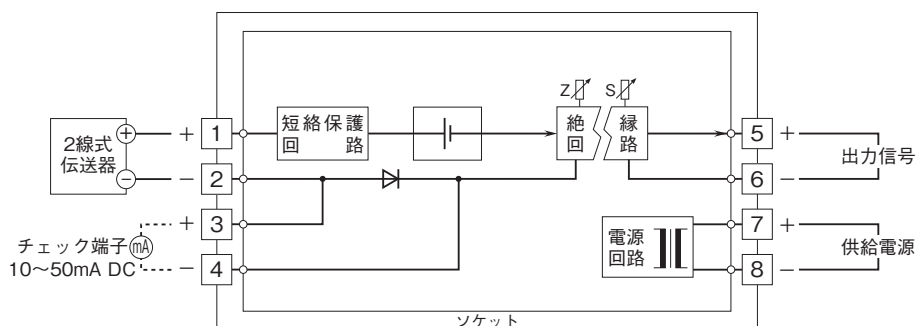 2線式
伝送器
+
−
+
−
+
−
チェック端子
mA
10〜50mA DC
1
2
3
4
短絡保護
回路
Z
S
絶縁
回路
電源
回路
5
6
7
8
+
−
出力信号
+
−
供給電源
ソケット